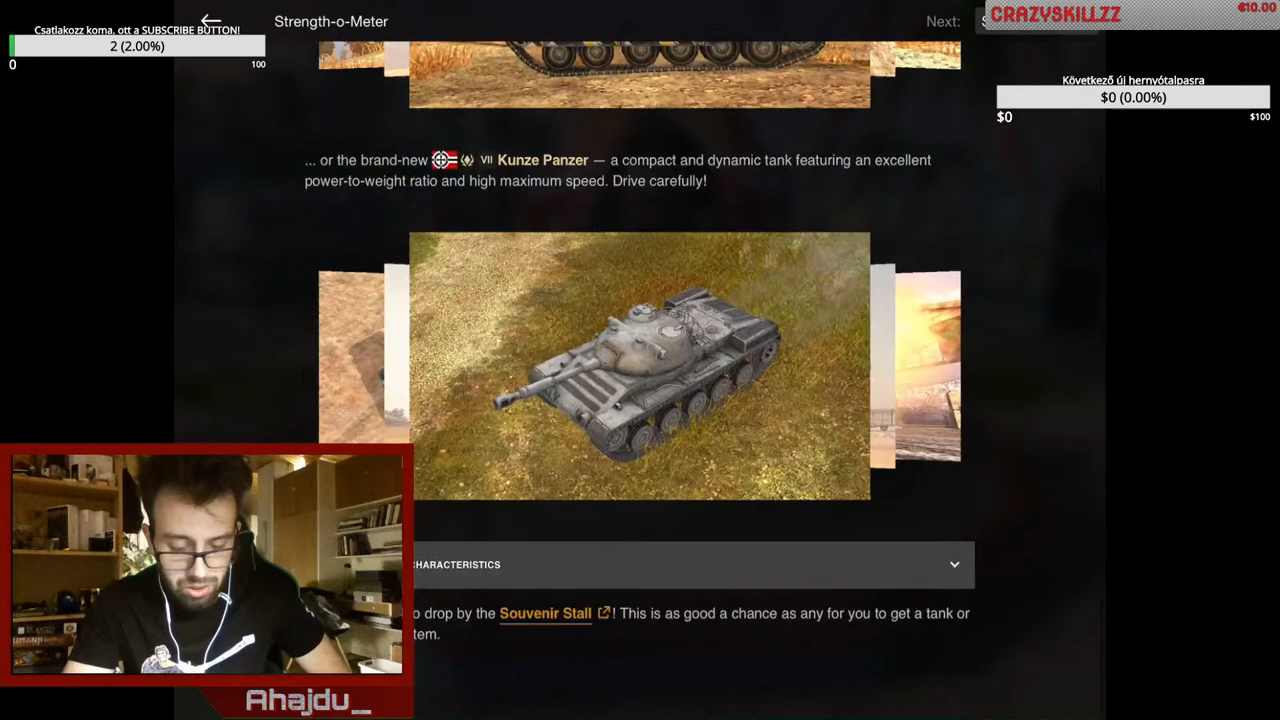 Strength-o-Meter
Next:
CRAZYSKILLZZ
€10.00
Csatlakozz koma, ott a SUBSCRIBE BUTTON!
2 (2.00%)
0
100
Következő új hernyótalpasra
$0 (0.00%)
$0
$100
... or the brand-new VII Kunze Panzer — a compact and dynamic tank featuring an excellent
power-to-weight ratio and high maximum speed. Drive carefully!
CHARACTERISTICS
o drop by the Souvenir Stall ! This is as good a chance as any for you to get a tank or
tem.
Ahajdu_